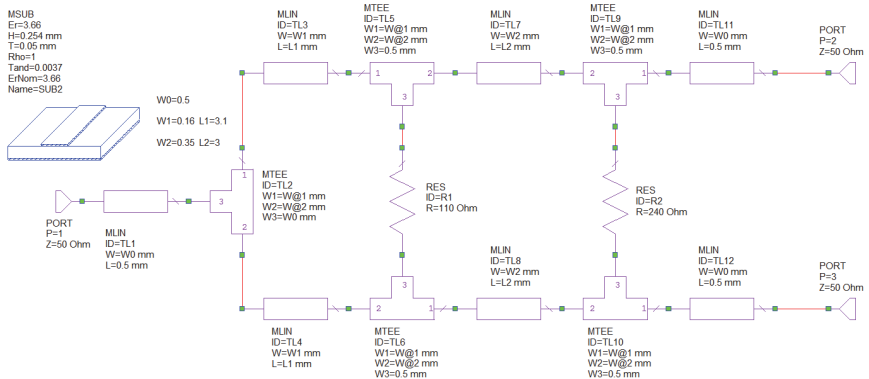 MSUB
Er=3.66
H=0.254 mm
T=0.05 mm
Rho=1
Tand=0.0037
ErNom=3.66
Name=SUB2
W0=0.5
W1=0.16 L1=3.1
W2=0.35 L2=3
MLIN
ID=TL3
W=W1 mm
L=L1 mm
MTEE
ID=TL5
W1=W@1 mm
W2=W@2 mm
W3=0.5 mm
MLIN
ID=TL7
W=W2 mm
L=L2 mm
MTEE
ID=TL9
W1=W@1 mm
W2=W@2 mm
W3=0.5 mm
MLIN
ID=TL11
W=W0 mm
L=0.5 mm
PORT
P=2
Z=50 Ohm
1
2
3
1
2
3
PORT
P=1
Z=50 Ohm
MLIN
ID=TL1
W=W0 mm
L=0.5 mm
1
3
2
MTEE
ID=TL2
W1=W@1 mm
W2=W@2 mm
W3=W0 mm
RES
ID=R1
R=110 Ohm
RES
ID=R2
R=240 Ohm
MLIN
ID=TL4
W=W1 mm
L=L1 mm
3
2
1
MTEE
ID=TL6
W1=W@1 mm
W2=W@2 mm
W3=0.5 mm
MLIN
ID=TL8
W=W2 mm
L=L2 mm
3
2
1
MTEE
ID=TL10
W1=W@1 mm
W2=W@2 mm
W3=0.5 mm
MLIN
ID=TL12
W=W0 mm
L=0.5 mm
PORT
P=3
Z=50 Ohm